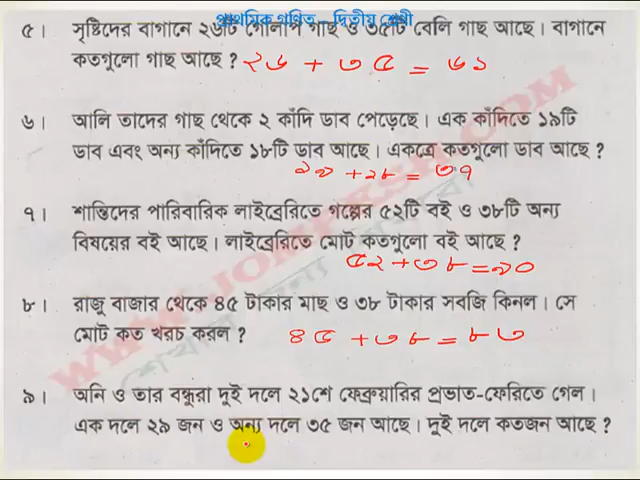 প্রাথমিক গণিত - দ্বিতীয় শ্রেণী
৫। সৃষ্টিদের বাগানে ২৬টি গোলাপ গাছ ও ৩৫টি বেলি গাছ আছে। বাগানে
কতগুলো গাছ আছে ? ২৬ + ৩৫ = ৬১
৬। আলি তাদের গাছ থেকে ২ কাঁদি ডাব পেড়েছে। এক কাঁদিতে ১৯টি
ডাব এবং অন্য কাঁদিতে ১৮টি ডাব আছে। একত্রে কতগুলো ডাব আছে ?
১৯ + ১৮ = ৩৭
৭। শান্তিদের পারিবারিক লাইব্রেরিতে গল্পের ৫২টি বই ও ৩৮টি অন্য
বিষয়ের বই আছে। লাইব্রেরিতে মোট কতগুলো বই আছে ?
৫২ + ৩৮ = ৯০
৮। রাজু বাজার থেকে ৪৫ টাকার মাছ ও ৩৮ টাকার সবজি কিনল। সে
মোট কত খরচ করল ? ৪৫ + ৩৮ = ৮৩
৯। অনি ও তার বন্ধুরা দুই দলে ২১শে ফেব্রুয়ারির প্রভাত-ফেরিতে গেল।
এক দলে ২৯ জন ও অন্য দলে ৩৫ জন আছে। দুই দলে কতজন আছে ?